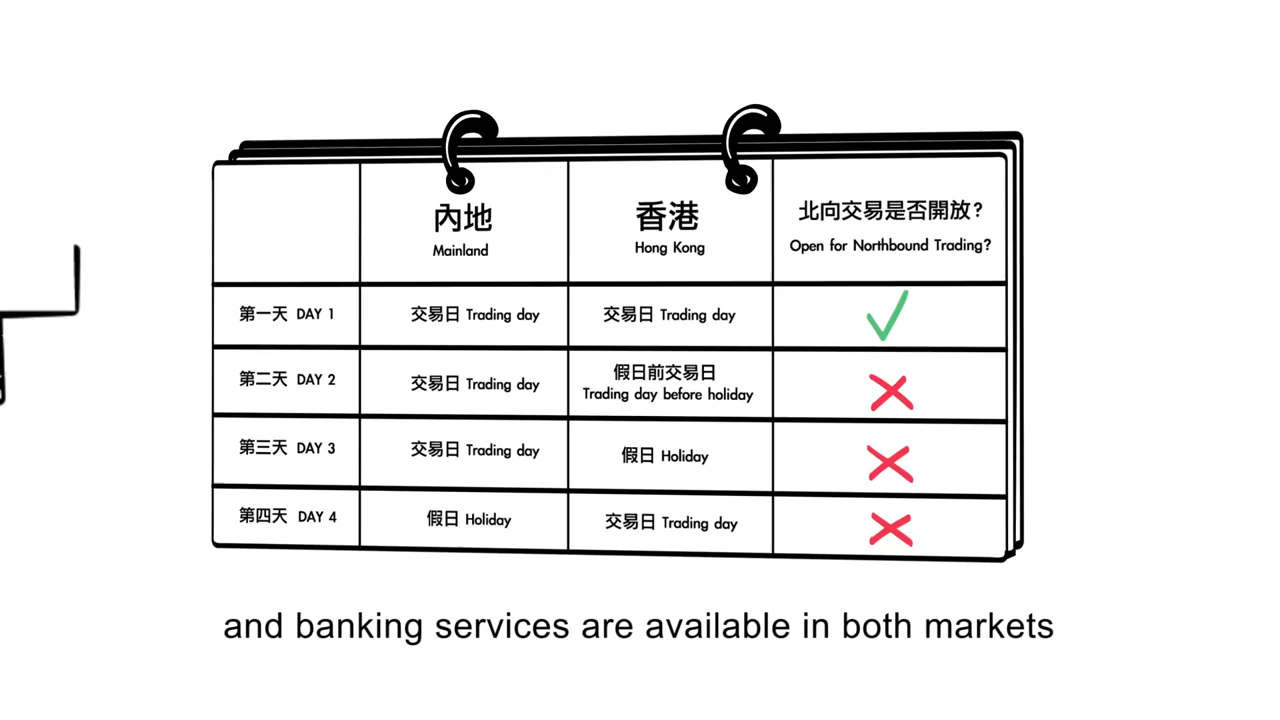 內地
Mainland
香港
Hong Kong
北向交易是否開放?
Open for Northbound Trading?
第一天 DAY 1
交易日 Trading day
交易日 Trading day
第二天 DAY 2
交易日 Trading day
假日前交易日
Trading day before holiday
第三天 DAY 3
交易日 Trading day
假日 Holiday
第四天 DAY 4
假日 Holiday
交易日 Trading day
and banking services are available in both markets